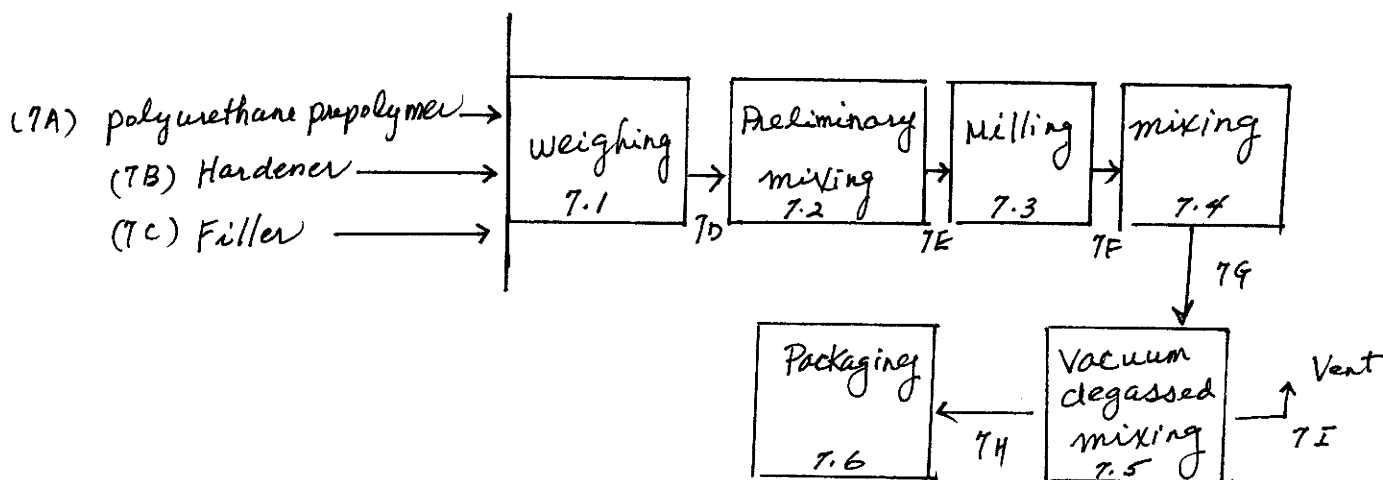 (7A) polyurethane prepolymer
(7B) Hardener
(7C) Filler
weighing
7.1
7D
Preliminary
mixing
7.2
7E
Milling
7.3
7F
mixing
7.4
7G
Vacuum
degassed
mixing
7.5
Vent
7I
7H
Packaging
7.6